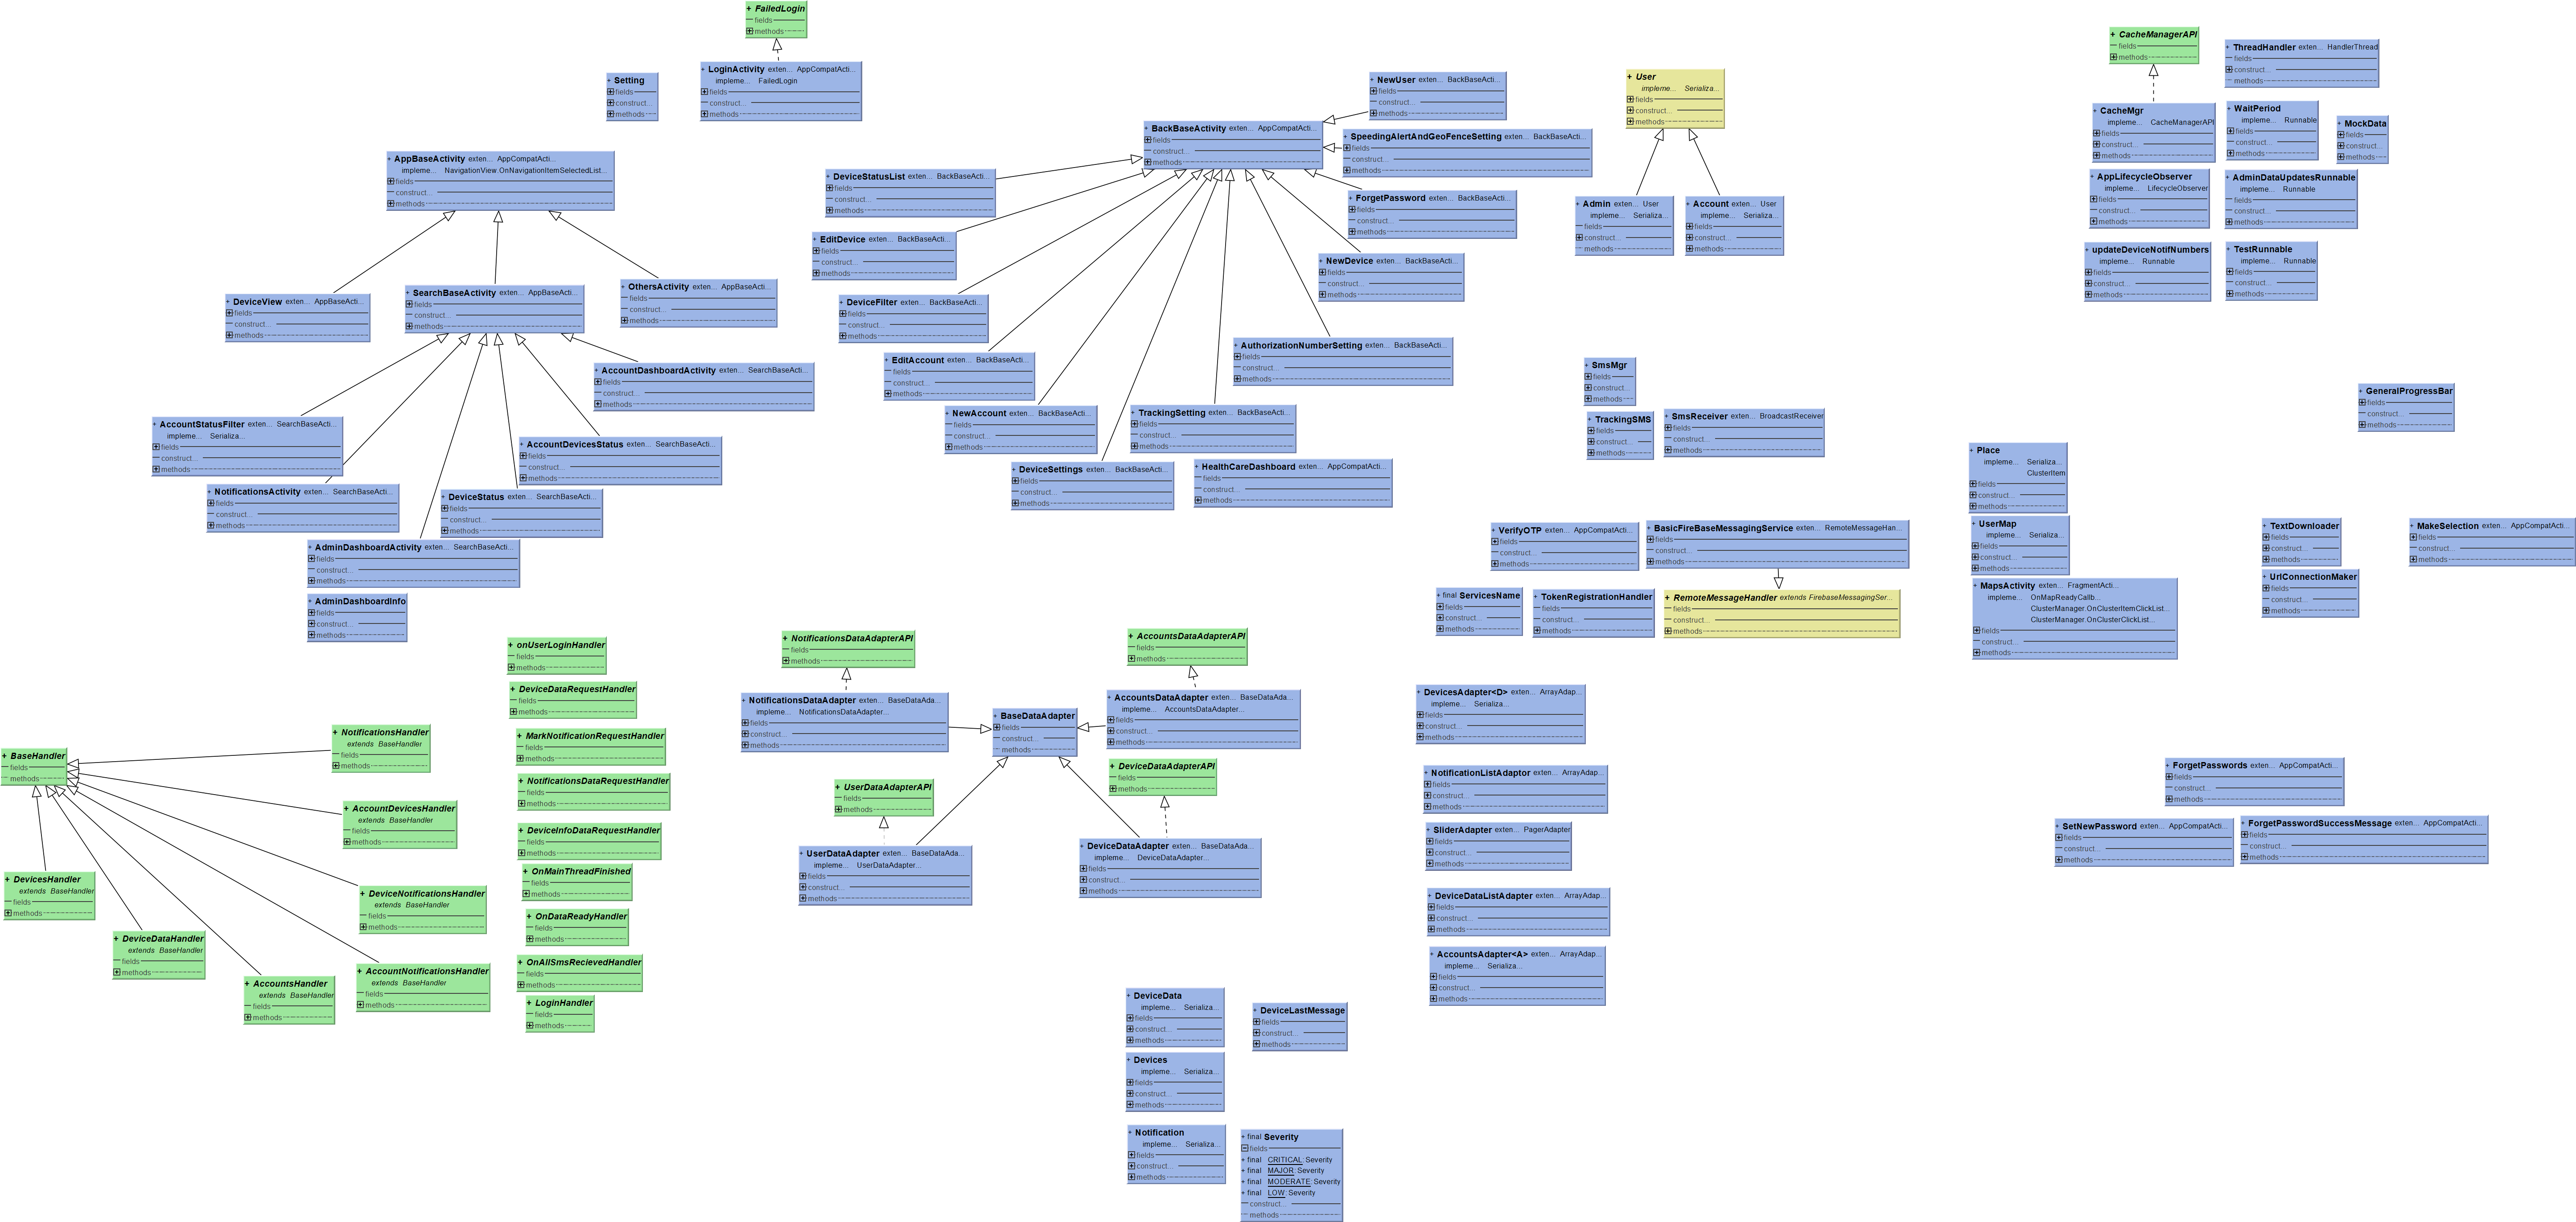 + FailedLogin
fields
methods
+ Setting
fields
construct...
methods
+ LoginActivity exten... AppCompatActi...
impleme... FailedLogin
fields
construct...
methods
+ AppBaseActivity exten... AppCompatActi...
impleme... NavigationView.OnNavigationItemSelectedList...
fields
construct...
methods
+ DeviceView exten... AppBaseActi...
fields
construct...
methods
+ SearchBaseActivity exten... AppBaseActi...
fields
construct...
methods
+ OthersActivity exten... AppBaseActi...
fields
construct...
methods
+ AccountDashboardActivity exten... SearchBaseActi...
fields
construct...
methods
+ AccountStatusFilter exten... SearchBaseActi...
impleme... Serializa...
fields
construct...
methods
+ AccountDevicesStatus exten... SearchBaseActi...
fields
construct...
methods
+ NotificationsActivity exten... SearchBaseActi...
fields
construct...
methods
+ DeviceStatus exten... SearchBaseActi...
fields
construct...
methods
+ AdminDashboardActivity exten... SearchBaseActi...
fields
construct...
methods
+ AdminDashboardInfo
fields
construct...
methods
+ BackBaseActivity exten... AppCompatActi...
fields
construct...
methods
+ NewUser exten... BackBaseActi...
fields
construct...
methods
+ SpeedingAlertAndGeoFenceSetting exten... BackBaseActi...
fields
construct...
methods
+ DeviceStatusList exten... BackBaseActi...
fields
construct...
methods
+ ForgetPassword exten... BackBaseActi...
fields
construct...
methods
+ EditDevice exten... BackBaseActi...
fields
construct...
methods
+ NewDevice exten... BackBaseActi...
fields
construct...
methods
+ DeviceFilter exten... BackBaseActi...
fields
construct...
methods
+ AuthorizationNumberSetting exten... BackBaseActi...
fields
construct...
methods
+ EditAccount exten... BackBaseActi...
fields
construct...
methods
+ NewAccount exten... BackBaseActi...
fields
construct...
methods
+ TrackingSetting exten... BackBaseActi...
fields
construct...
methods
+ DeviceSettings exten... BackBaseActi...
fields
construct...
methods
+ HealthCareDashboard exten... AppCompatActi...
fields
construct...
methods
+ User
impleme... Serializa...
fields
construct...
methods
+ Admin exten... User
impleme... Serializa...
fields
construct...
methods
+ Account exten... User
impleme... Serializa...
fields
construct...
methods
+ CacheManagerAPI
fields
methods
+ ThreadHandler exten... HandlerThread
fields
construct...
methods
+ CacheMgr
impleme... CacheManagerAPI
fields
construct...
methods
+ WaitPeriod
impleme... Runnable
fields
construct...
methods
+ MockData
fields
construct...
methods
+ AppLifecycleObserver
impleme... LifecycleObserver
fields
construct...
methods
+ AdminDataUpdatesRunnable
impleme... Runnable
fields
construct...
methods
+ updateDeviceNotifNumbers
impleme... Runnable
fields
construct...
methods
+ TestRunnable
impleme... Runnable
fields
construct...
methods
+ SmsMgr
fields
construct...
methods
+ TrackingSMS
fields
construct...
methods
+ SmsReceiver exten... BroadcastReceiver
fields
construct...
methods
+ GeneralProgressBar
fields
construct...
methods
+ Place
impleme... Serializa...
ClusterItem
fields
construct...
methods
+ UserMap
impleme... Serializa...
fields
construct...
methods
+ MapsActivity exten... FragmentActi...
impleme... OnMapReadyCallb...
ClusterManager.OnClusterItemClickList...
ClusterManager.OnClusterClickList...
fields
construct...
methods
+ VerifyOTP exten... AppCompatActi...
fields
construct...
methods
+ BasicFireBaseMessagingService exten... RemoteMessageHan...
fields
construct...
methods
+ final ServicesName
fields
construct...
methods
+ TokenRegistrationHandler
fields
construct...
methods
+ RemoteMessageHandler extends FirebaseMessagingSer...
fields
construct...
methods
+ TextDownloader
fields
construct...
methods
+ UrlConnectionMaker
fields
construct...
methods
+ MakeSelection exten... AppCompatActi...
fields
construct...
methods
+ onUserLoginHandler
fields
methods
+ DeviceDataRequestHandler
fields
methods
+ MarkNotificationRequestHandler
fields
methods
+ NotificationsDataRequestHandler
fields
methods
+ DeviceInfoDataRequestHandler
fields
methods
+ OnMainThreadFinished
fields
methods
+ OnDataReadyHandler
fields
methods
+ OnAllSmsRecievedHandler
fields
methods
+ LoginHandler
fields
methods
+ BaseHandler
fields
methods
+ NotificationsHandler
extends BaseHandler
fields
methods
+ AccountDevicesHandler
extends BaseHandler
fields
methods
+ DevicesHandler
extends BaseHandler
fields
methods
+ DeviceNotificationsHandler
extends BaseHandler
fields
methods
+ DeviceDataHandler
extends BaseHandler
fields
methods
+ AccountsHandler
extends BaseHandler
fields
methods
+ AccountNotificationsHandler
extends BaseHandler
fields
methods
+ NotificationsDataAdapterAPI
fields
methods
+ AccountsDataAdapterAPI
fields
methods
+ NotificationsDataAdapter exten... BaseDataAda...
impleme... NotificationsDataAdapter...
fields
construct...
methods
+ BaseDataAdapter
fields
construct...
methods
+ AccountsDataAdapter exten... BaseDataAda...
impleme... AccountsDataAdapter...
fields
construct...
methods
+ UserDataAdapterAPI
fields
methods
+ DeviceDataAdapterAPI
fields
methods
+ UserDataAdapter exten... BaseDataAda...
impleme... UserDataAdapter...
fields
construct...
methods
+ DeviceDataAdapter exten... BaseDataAda...
impleme... DeviceDataAdapter...
fields
construct...
methods
+ DevicesAdapter<D> exten... ArrayAdap...
impleme... Serializa...
fields
construct...
methods
+ NotificationListAdaptor exten... ArrayAdap...
fields
construct...
methods
+ SliderAdapter exten... PagerAdapter
fields
construct...
methods
+ DeviceDataListAdapter exten... ArrayAdap...
fields
construct...
methods
+ AccountsAdapter<A> exten... ArrayAdap...
impleme... Serializa...
fields
construct...
methods
+ ForgetPasswords exten... AppCompatActi...
fields
construct...
methods
+ SetNewPassword exten... AppCompatActi...
fields
construct...
methods
+ ForgetPasswordSuccessMessage exten... AppCompatActi...
fields
construct...
methods
+ DeviceData
impleme... Serializa...
fields
construct...
methods
+ DeviceLastMessage
fields
construct...
methods
+ Devices
impleme... Serializa...
fields
construct...
methods
+ Notification
impleme... Serializa...
fields
construct...
methods
+ final Severity
fields
+ final CRITICAL: Severity
+ final MAJOR: Severity
+ final MODERATE: Severity
+ final LOW: Severity
construct...
methods